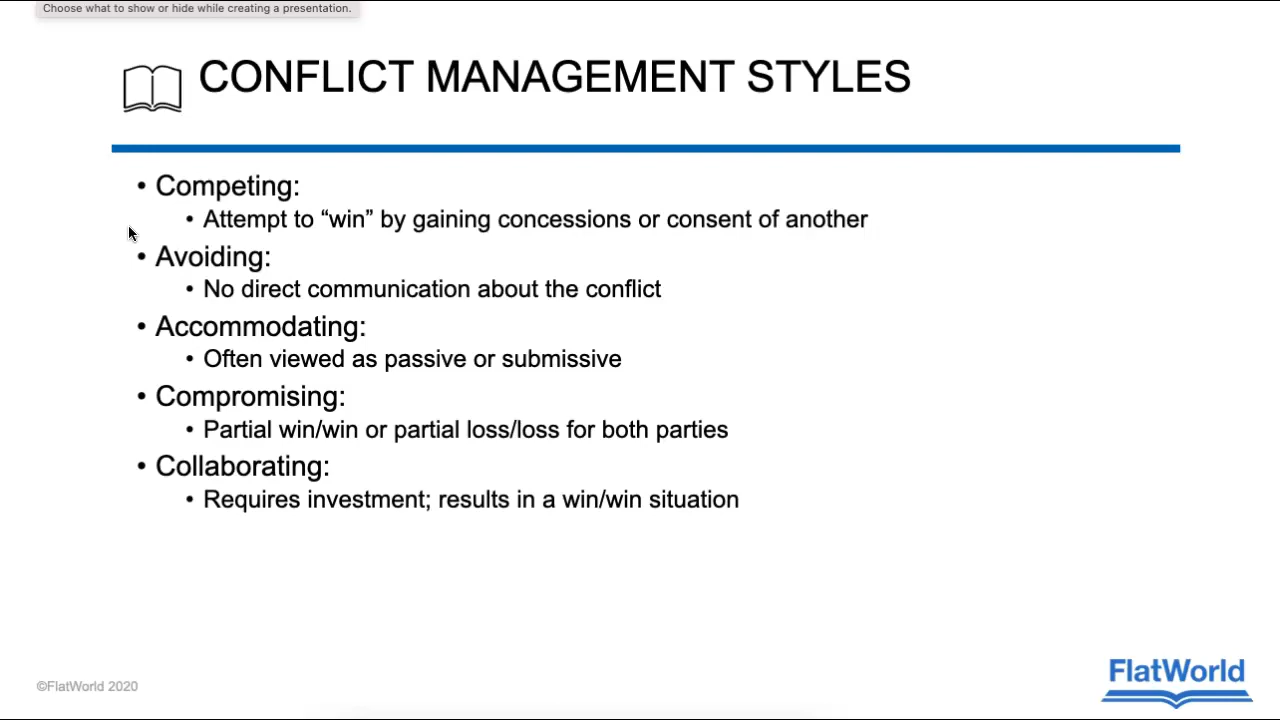 Choose what to show or hide while creating a presentation.
CONFLICT MANAGEMENT STYLES
• Competing:
• Attempt to “win” by gaining concessions or consent of another
• Avoiding:
• No direct communication about the conflict
• Accommodating:
• Often viewed as passive or submissive
• Compromising:
• Partial win/win or partial loss/loss for both parties
• Collaborating:
• Requires investment; results in a win/win situation
©FlatWorld 2020
FlatWorld